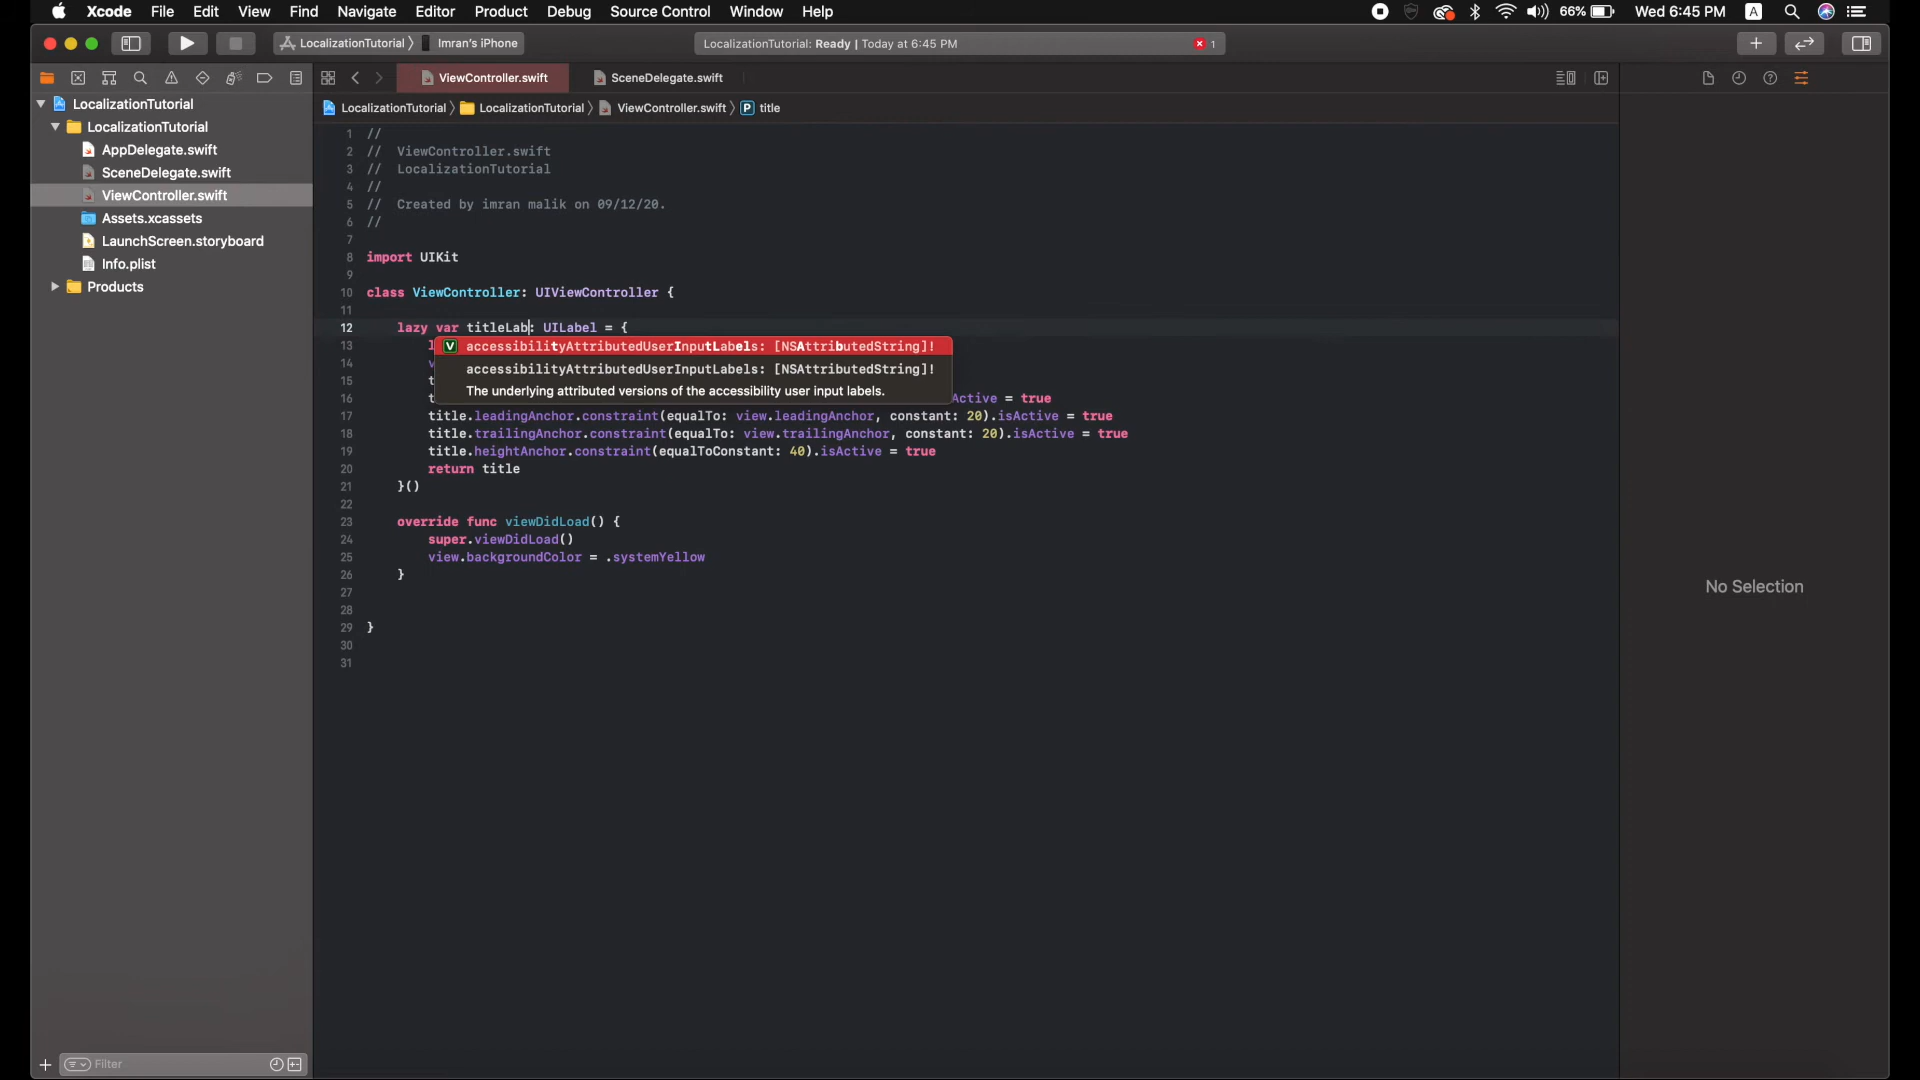 Xcode File Edit View Find Navigate Editor Product Debug Source Control Window Help 66% Wed 6:45 PM A
LocalizationTutorial 〉 Imran's iPhone LocalizationTutorial: Ready | Today at 6:45 PM 1
ViewController.swift SceneDelegate.swift
LocalizationTutorial 〉 LocalizationTutorial 〉 ViewController.swift 〉 P title
LocalizationTutorial
LocalizationTutorial
AppDelegate.swift
SceneDelegate.swift
ViewController.swift
Assets.xcassets
LaunchScreen.storyboard
Info.plist
Products
1 //
2 // ViewController.swift
3 // LocalizationTutorial
4 //
5 // Created by imran malik on 09/12/20.
6 //
7
8 import UIKit
9
10 class ViewController: UIViewController {
11
12 lazy var titleLab: UILabel = {
13 l
V accessibilityAttributedUserInputLabels: [NSAttributedString]!
14 v
accessibilityAttributedUserInputLabels: [NSAttributedString]!
15 t
The underlying attributed versions of the accessibility user input labels.
16 t Active = true
17 title.leadingAnchor.constraint(equalTo: view.leadingAnchor, constant: 20).isActive = true
18 title.trailingAnchor.constraint(equalTo: view.trailingAnchor, constant: 20).isActive = true
19 title.heightAnchor.constraint(equalToConstant: 40).isActive = true
20 return title
21 }()
22
23 override func viewDidLoad() {
24 super.viewDidLoad()
25 view.backgroundColor = .systemYellow
26 }
27
28
29 }
30
31
No Selection
Filter